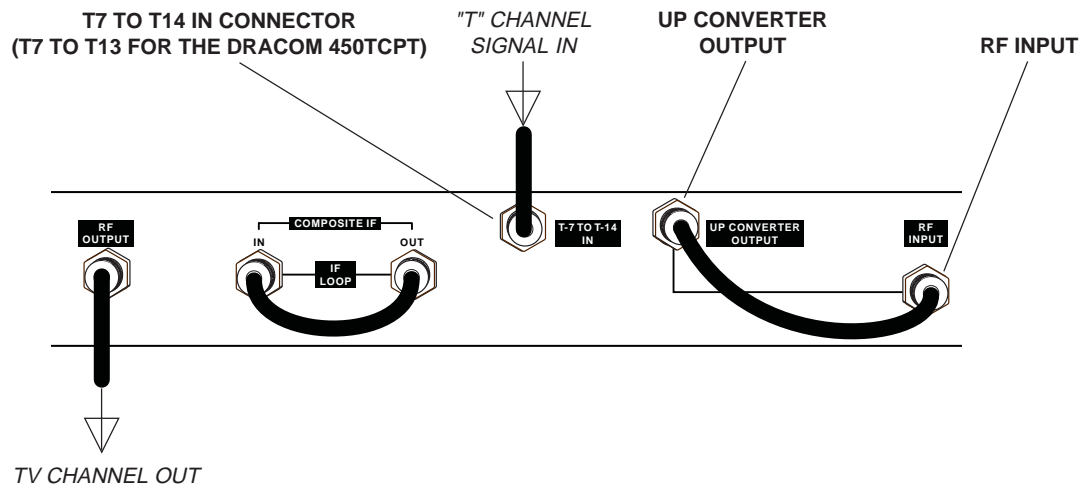 T7 TO T14 IN CONNECTOR
(T7 TO T13 FOR THE DRACOM 450TCPT)
"T" CHANNEL
SIGNAL IN
UP CONVERTER
OUTPUT
RF INPUT
RF
OUTPUT
COMPOSITE IF
IN
OUT
IF
LOOP
T-7 TO T-14
IN
UP CONVERTER
OUTPUT
RF
INPUT
TV CHANNEL OUT